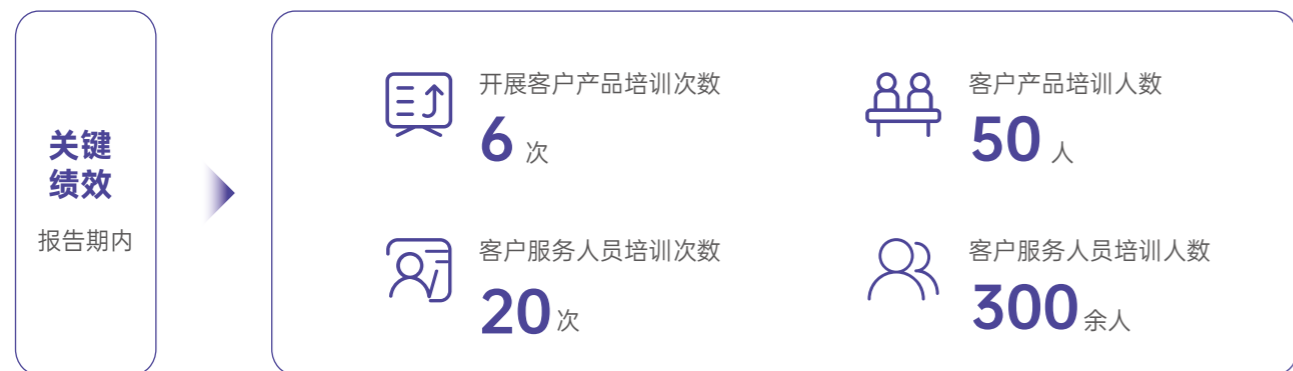 关键
绩效
报告期内
开展客户产品培训次数
6 次
客户产品培训人数
50 人
客户服务人员培训次数
20 次
客户服务人员培训人数
300 余人